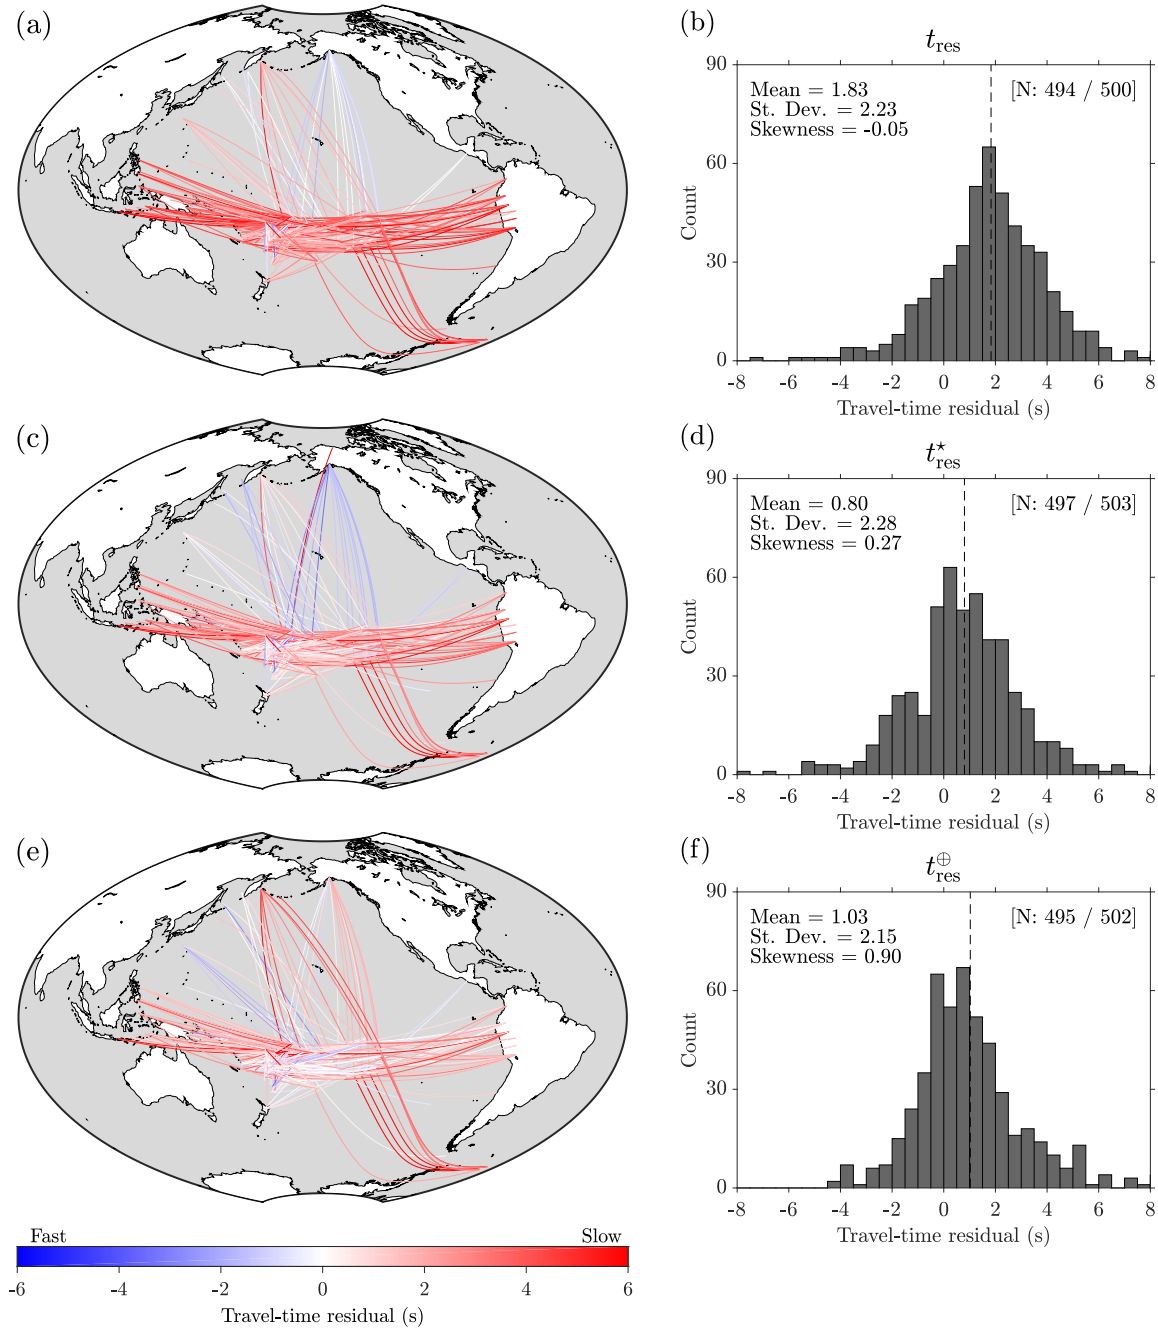 (a)
(b)
t_res
90
60
30
0
Count
Mean = 1.83
St. Dev. = 2.23
Skewness = -0.05
[N: 494 / 500]
-8 -6 -4 -2 0 2 4 6 8
Travel-time residual (s)
(c)
(d)
t_res^⋆
90
60
30
0
Count
Mean = 0.80
St. Dev. = 2.28
Skewness = 0.27
[N: 497 / 503]
-8 -6 -4 -2 0 2 4 6 8
Travel-time residual (s)
(e)
(f)
t_res^⊕
90
60
30
0
Count
Mean = 1.03
St. Dev. = 2.15
Skewness = 0.90
[N: 495 / 502]
-8 -6 -4 -2 0 2 4 6 8
Travel-time residual (s)
Fast Slow
-6 -4 -2 0 2 4 6
Travel-time residual (s)